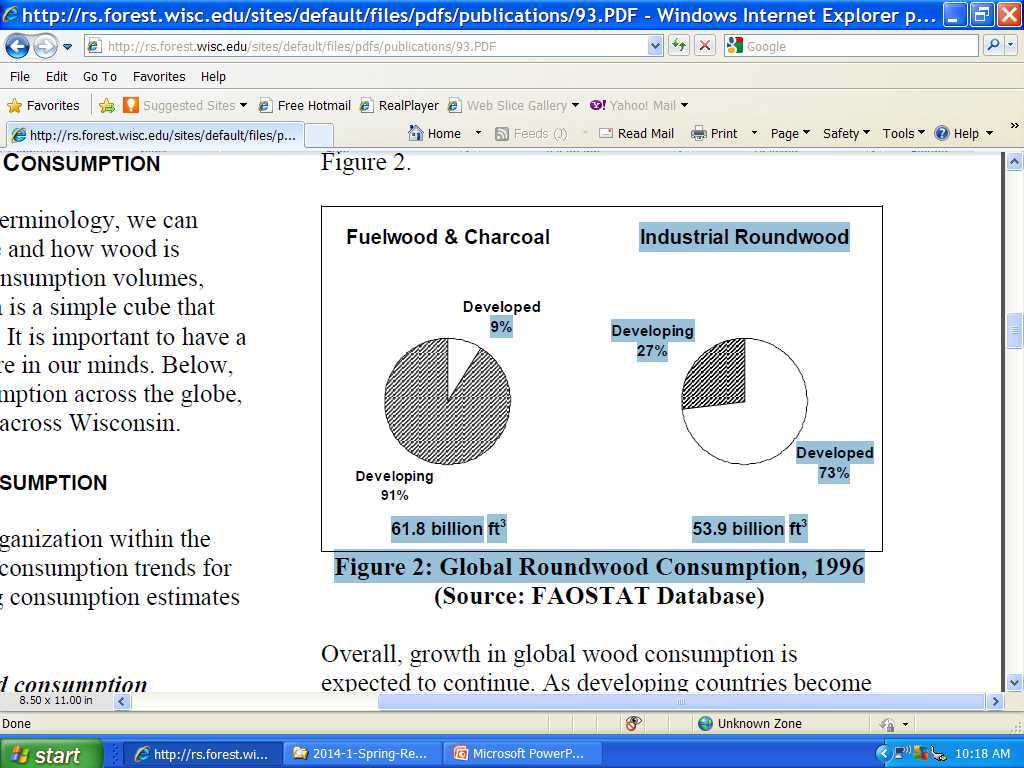 http://rs.forest.wisc.edu/sites/default/files/pdfs/publications/93.PDF - Windows Internet Explorer p...
http://rs.forest.wisc.edu/sites/default/files/pdfs/publications/93.PDF
Google
File Edit Go To Favorites Help
Favorites Suggested Sites Free Hotmail RealPlayer Web Slice Gallery Yahoo! Mail
http://rs.forest.wisc.edu/sites/default/files/p...
Home Feeds (J) Read Mail Print Page Safety Tools Help »
CONSUMPTION
erminology, we can
and how wood is
nsumption volumes,
is a simple cube that
It is important to have a
re in our minds. Below,
mption across the globe,
across Wisconsin.
SUMPTION
ganization within the
consumption trends for
g consumption estimates
d consumption
Figure 2.
Fuelwood & Charcoal
Developed
9%
Developing
91%
61.8 billion ft³
Industrial Roundwood
Developing
27%
Developed
73%
53.9 billion ft³
Figure 2: Global Roundwood Consumption, 1996
(Source: FAOSTAT Database)
Overall, growth in global wood consumption is
expected to continue. As developing countries become
8.50 x 11.00 in
Done
Unknown Zone
start
http://rs.forest.wi...
2014-1-Spring-Re...
Microsoft PowerP...
10:18 AM